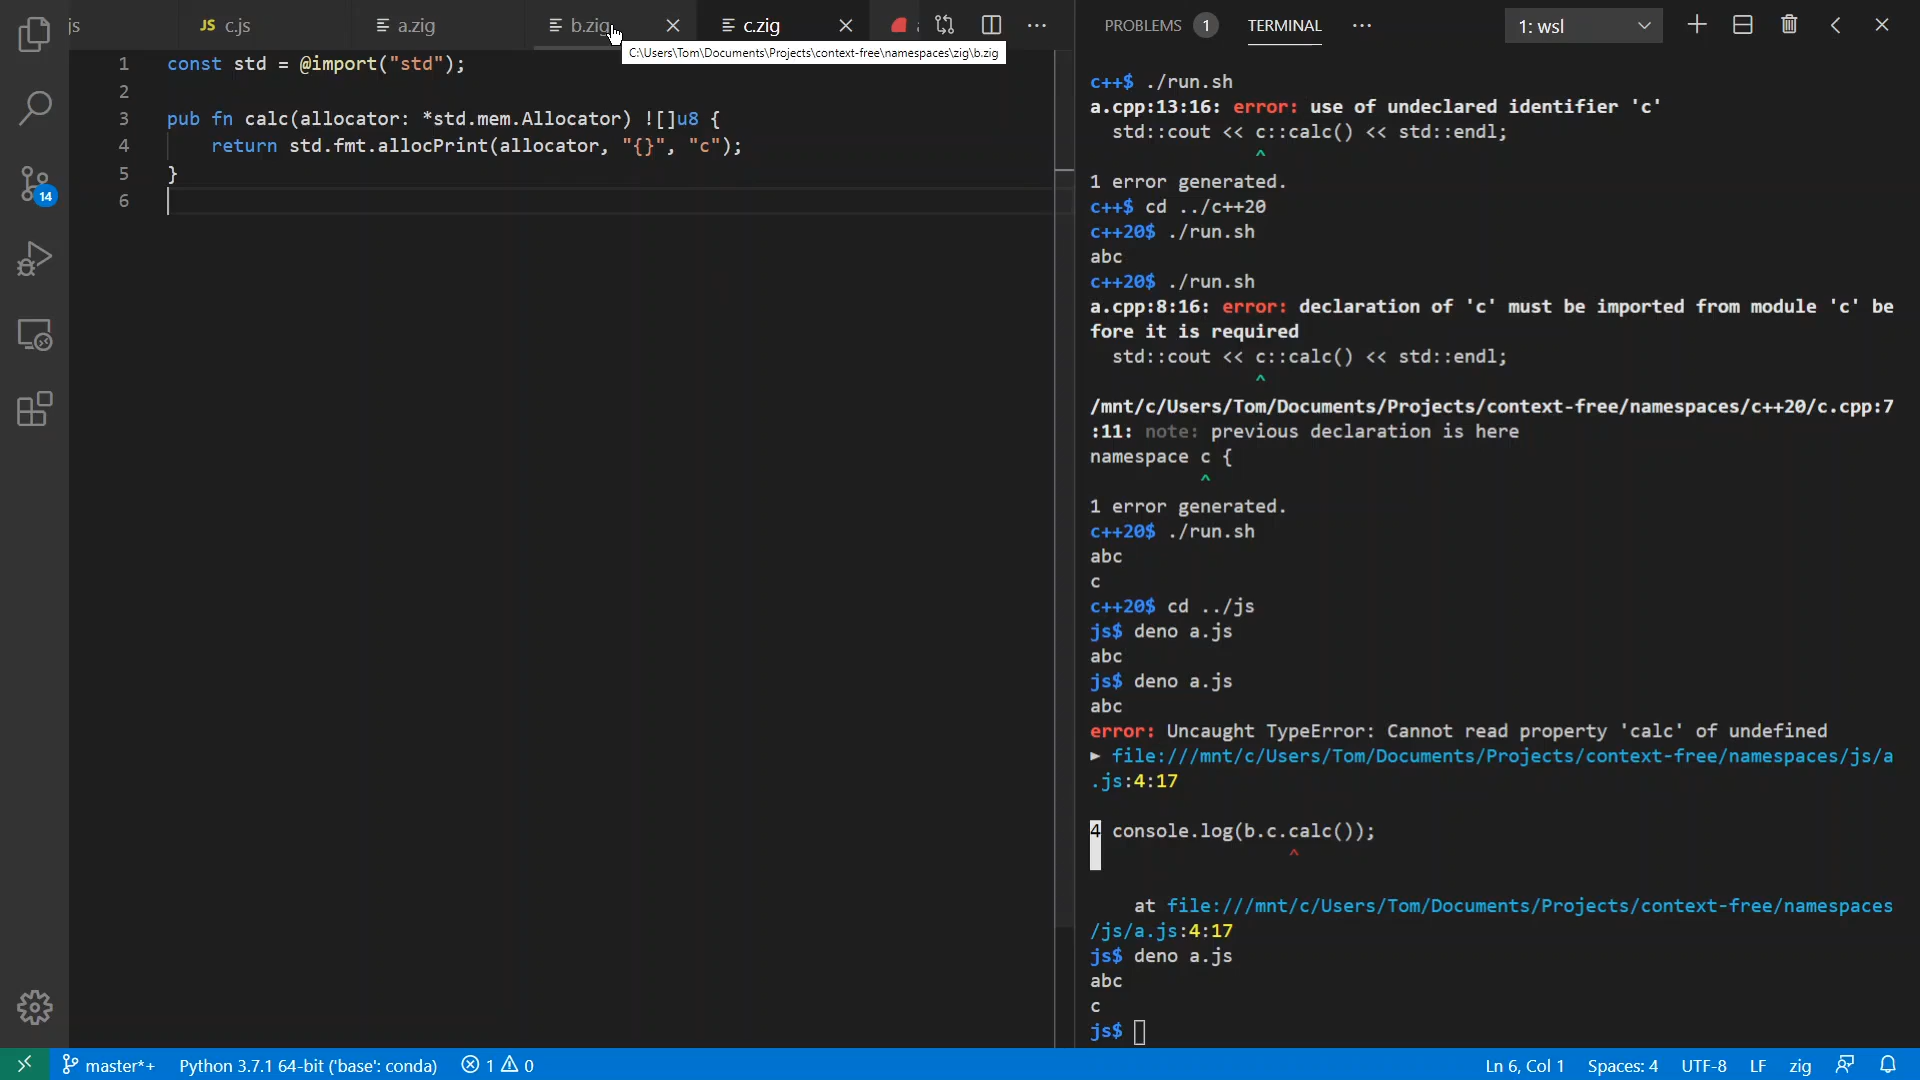 js
JS c.js
a.zig
b.zig
c.zig
C:\Users\Tom\Documents\Projects\context-free\namespaces\zig\b.zig
1 const std = @import("std");
2
3 pub fn calc(allocator: *std.mem.Allocator) ![]u8 {
4 return std.fmt.allocPrint(allocator, "{}", "c");
5 }
6
14
PROBLEMS 1 TERMINAL ···
1: wsl
c++$ ./run.sh
a.cpp:13:16: error: use of undeclared identifier 'c'
std::cout << c::calc() << std::endl;
^
1 error generated.
c++$ cd ../c++20
c++20$ ./run.sh
abc
c++20$ ./run.sh
a.cpp:8:16: error: declaration of 'c' must be imported from module 'c' be
fore it is required
std::cout << c::calc() << std::endl;
^
/mnt/c/Users/Tom/Documents/Projects/context-free/namespaces/c++20/c.cpp:7
:11: note: previous declaration is here
namespace c {
^
1 error generated.
c++20$ ./run.sh
abc
c
c++20$ cd ../js
js$ deno a.js
abc
js$ deno a.js
abc
error: Uncaught TypeError: Cannot read property 'calc' of undefined
► file:///mnt/c/Users/Tom/Documents/Projects/context-free/namespaces/js/a
.js:4:17
4 console.log(b.c.calc());
^
at file:///mnt/c/Users/Tom/Documents/Projects/context-free/namespaces
/js/a.js:4:17
js$ deno a.js
abc
c
js$
master*+ Python 3.7.1 64-bit ('base': conda) 1 0 Ln 6, Col 1 Spaces: 4 UTF-8 LF zig